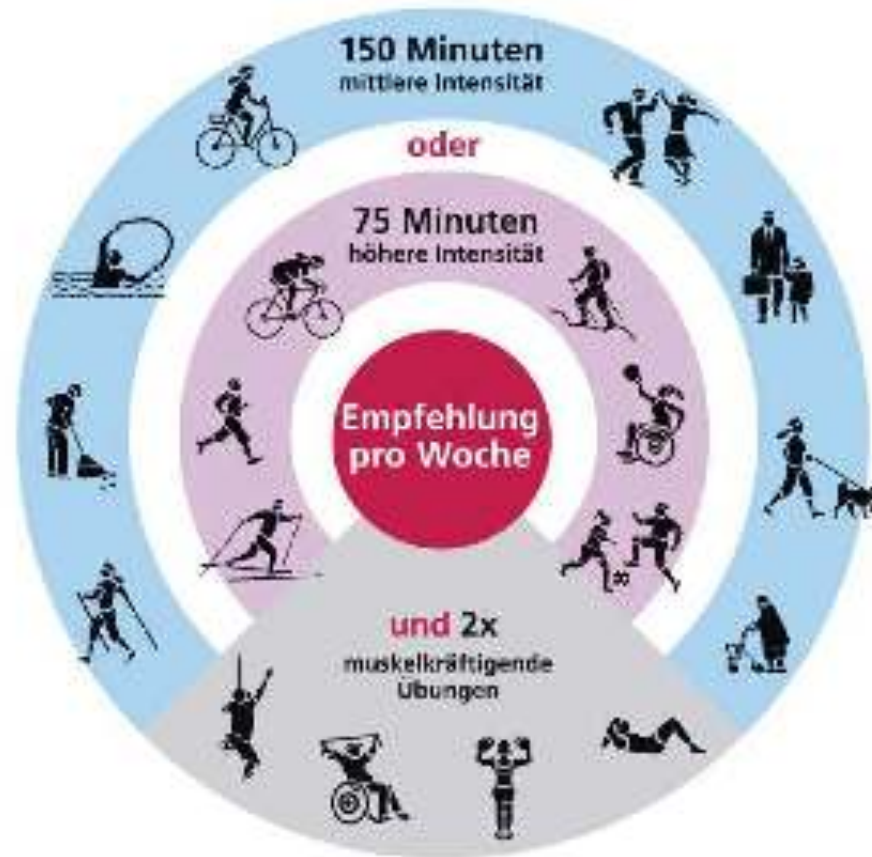 150 Minuten
mittlere Intensität
oder
75 Minuten
höhere Intensität
Empfehlung
pro Woche
und 2x
muskelkräftigende
Übungen